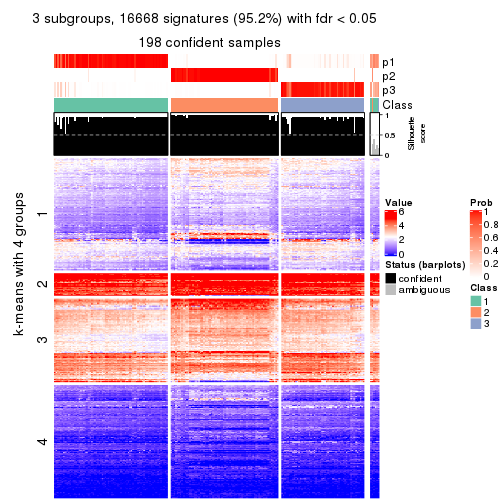 3 subgroups, 16668 signatures (95.2%) with fdr < 0.05
198 confident samples
p1
p2
p3
Class
1
0.5
0
Silhouette
score
k-means with 4 groups
1
2
3
4
Value
6
4
2
0
Status (barplots)
confident
ambiguous
Prob
1
0.8
0.6
0.4
0.2
0
Class
1
2
3